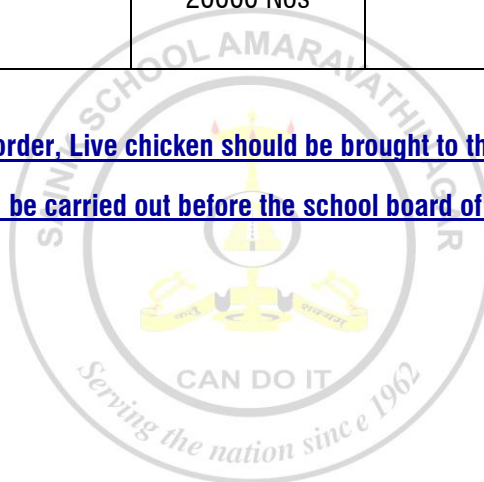 20000 Nos
SAINIK SCHOOL AMARAVATHINAGAR
order, Live chicken should be brought to th
be carried out before the school board of
CAN DO IT
Serving the nation since 1962